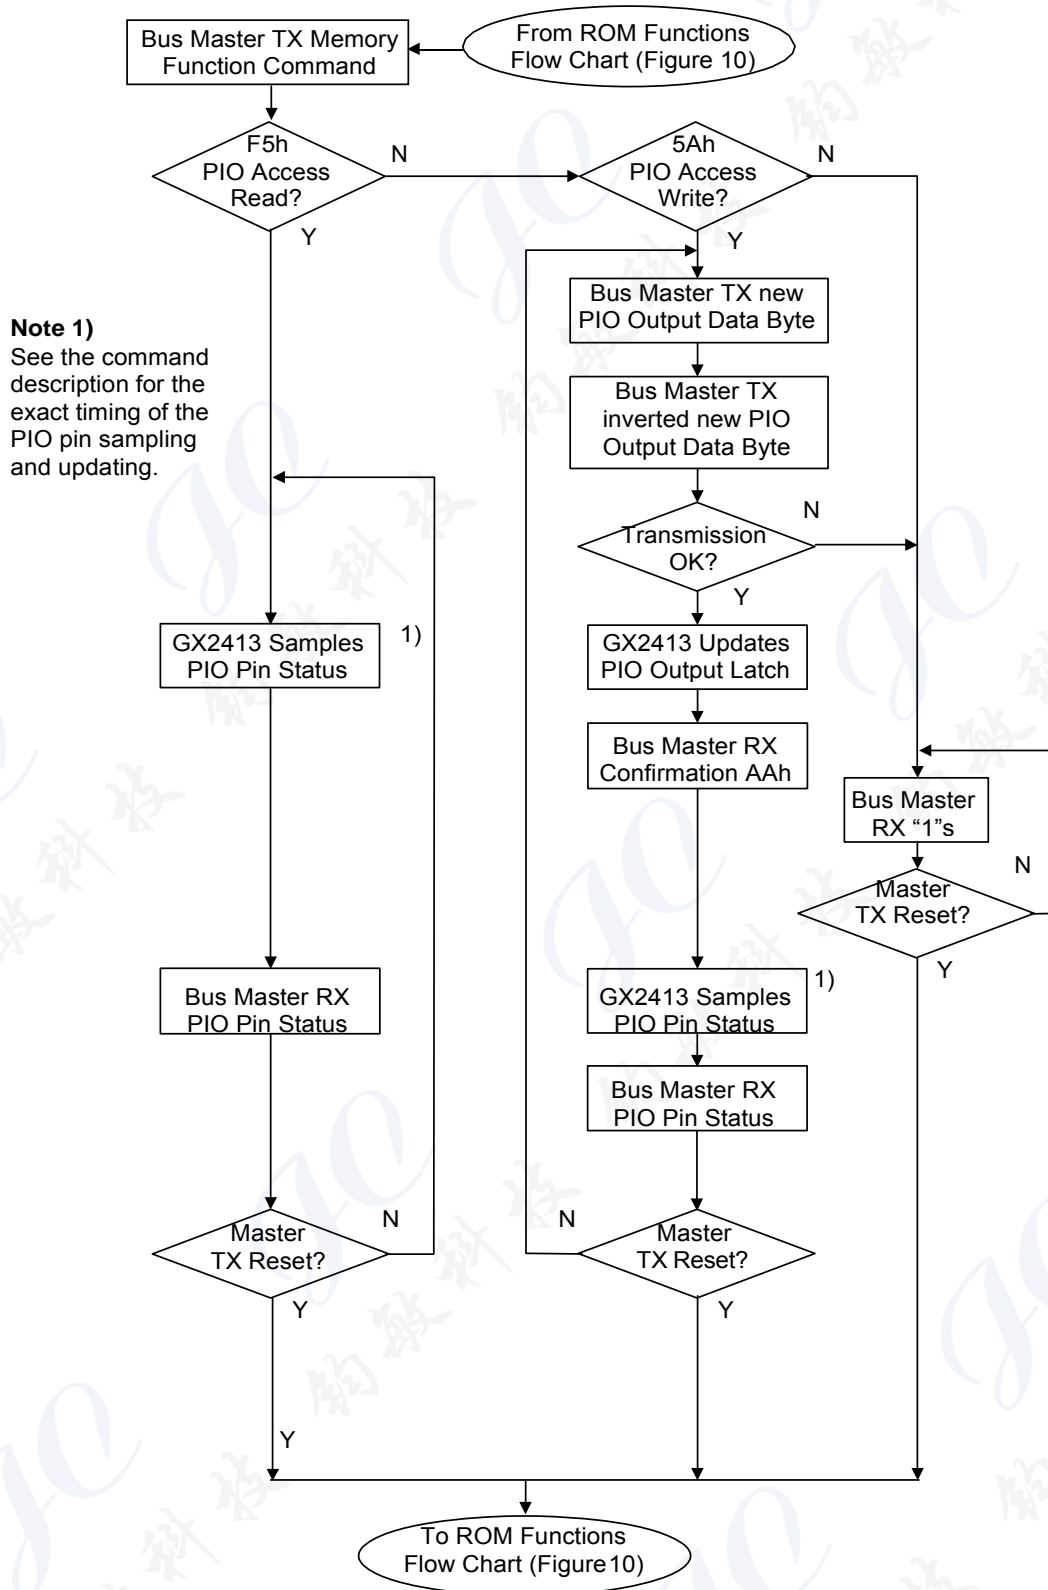 Bus Master TX Memory
Function Command
From ROM Functions
Flow Chart (Figure 10)
F5h
PIO Access
Read?
N
Y
5Ah
PIO Access
Write?
N
Y
Bus Master TX new
PIO Output Data Byte
Note 1)
See the command
description for the
exact timing of the
PIO pin sampling
and updating.
Bus Master TX
inverted new PIO
Output Data Byte
Transmission
OK?
N
Y
GX2413 Samples
PIO Pin Status
1)
GX2413 Updates
PIO Output Latch
Bus Master RX
Confirmation AAh
Bus Master
RX “1”s
Master
TX Reset?
N
Y
Bus Master RX
PIO Pin Status
GX2413 Samples
PIO Pin Status
1)
Bus Master RX
PIO Pin Status
Master
TX Reset?
N
Y
N
Master
TX Reset?
Y
Y
To ROM Functions
Flow Chart (Figure10)